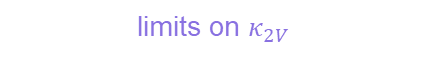 limits on κ₂V